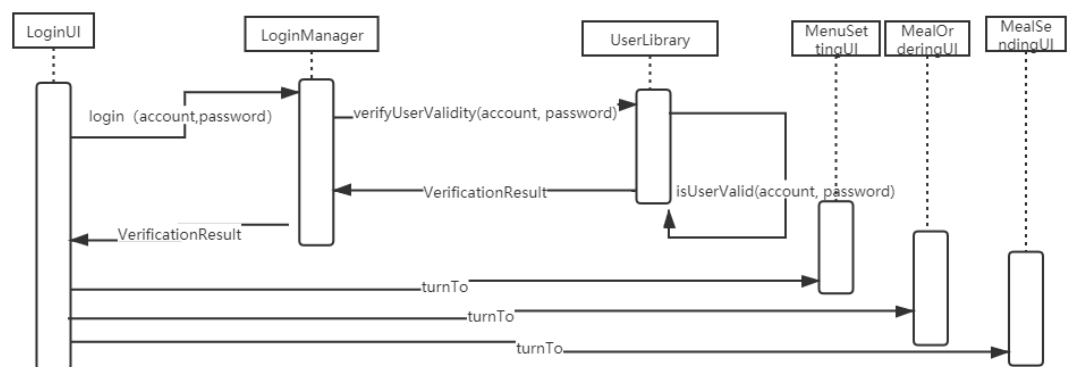 LoginUI
LoginManager
UserLibrary
MenuSet
tingUI
MealOr
deringUI
MealSe
ndingUI
login（account,password）
verifyUserValidity(account, password)
isUserValid(account, password)
VerificationResult
VerificationResult
turnTo
turnTo
turnTo